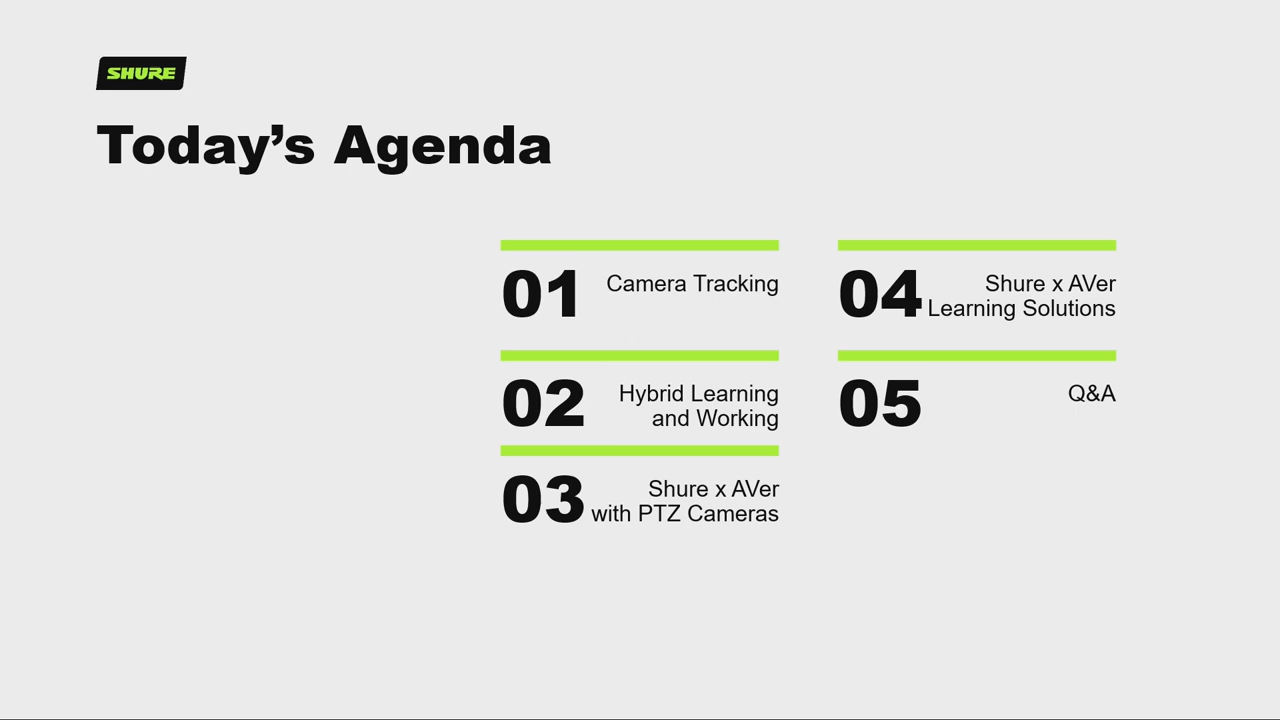 SHURE
Today’s Agenda
01 Camera Tracking
02 Hybrid Learning
and Working
03 Shure x AVer
with PTZ Cameras
04 Shure x AVer
Learning Solutions
05 Q&A